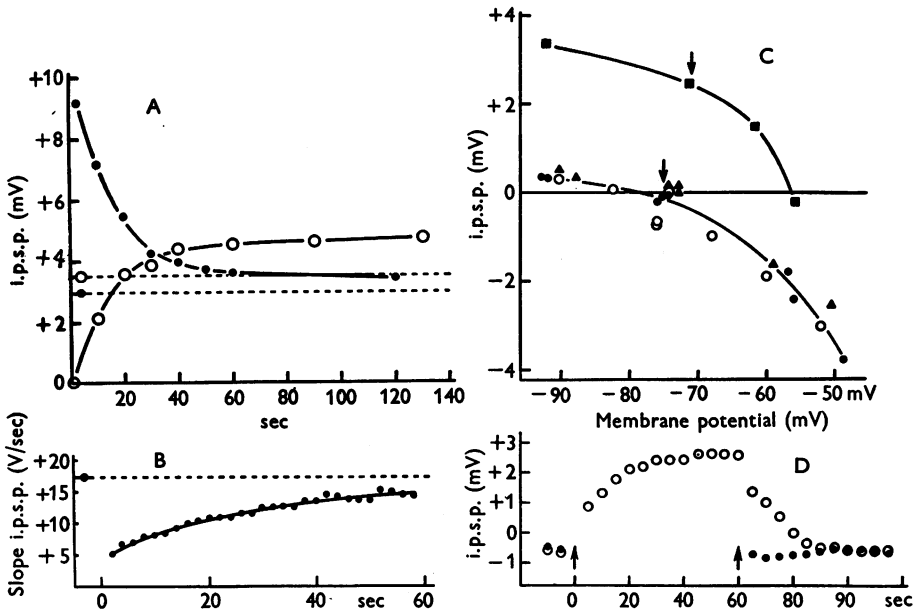 A
+10
+8
+6
+4
+2
0
i.p.s.p. (mV)
20 40 60 80 100 120 140
sec
B
+20
+15
+10
+5
Slope i.p.s.p. (V/sec)
0 20 40 sec 60
C
+4
+2
0
−2
−4
i.p.s.p. (mV)
−90 −80 −70 −60 −50 mV
Membrane potential (mV)
D
+3
+2
+1
0
−1
i.p.s.p. (mV)
0 20 40 60 80 90 sec